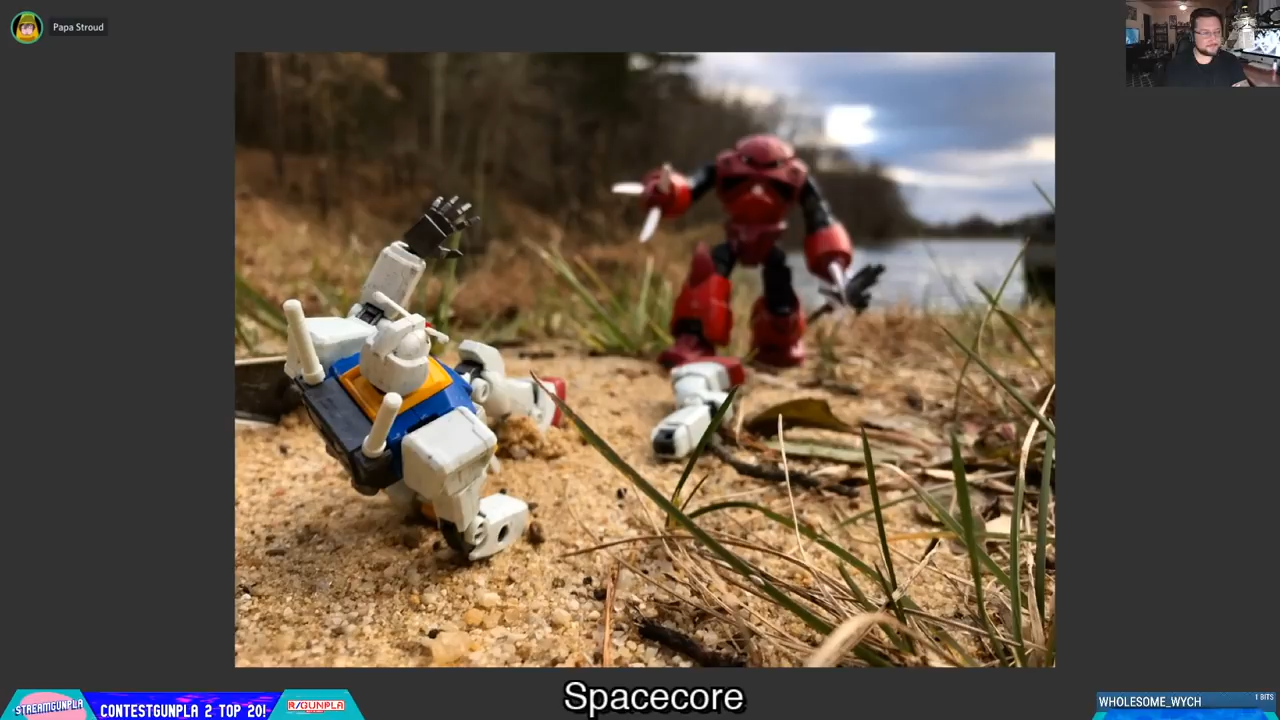 Papa Stroud
STREAMGUNPLA
CONTESTGUNPLA 2 TOP 20!
R/GUNPLA
Spacecore
WHOLESOME_WYCH
1 BITS